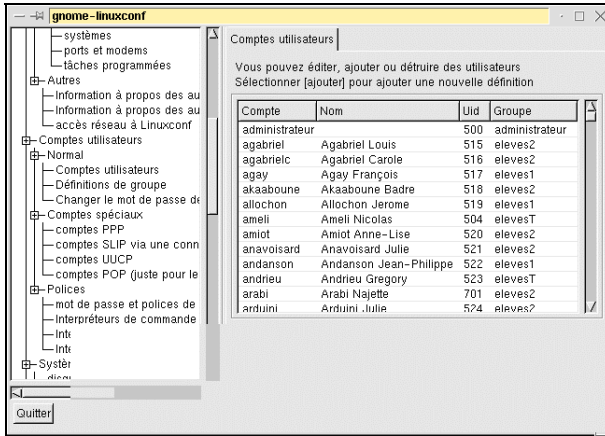 gnome-linuxconf
systèmes
ports et modems
tâches programmées
Autres
Information à propos des au
Information à propos des au
accès réseau à Linuxconf
Comptes utilisateurs
Normal
Comptes utilisateurs
Définitions de groupe
Changer le mot de passe de
Comptes spéciaux
comptes PPP
comptes SLIP via une conn
comptes UUCP
comptes POP (juste pour le
Polices
mot de passe et polices de
Interpréteurs de commande
Inte
Inte
Systèr
Quitter
Comptes utilisateurs
Vous pouvez éditer, ajouter ou détruire des utilisateurs
Sélectionner [ajouter] pour ajouter une nouvelle définition
Compte Nom Uid Groupe
administrateur 500 administrateur
agabriel Agabriel Louis 515 eleves2
agabrielc Agabriel Carole 516 eleves2
agay Agay François 517 eleves1
akaaboune Akaaboune Badre 518 eleves2
allochon Allochon Jerome 519 eleves1
ameli Ameli Nicolas 504 elevesT
amiot Amiot Anne-Lise 520 eleves2
anavoisard Anavoisard Julie 521 eleves2
andanson Andanson Jean-Philippe 522 eleves1
andrieu Andrieu Gregory 523 elevesT
arabi Arabi Najette 701 eleves2
arduini Arduini Julie 524 eleves2